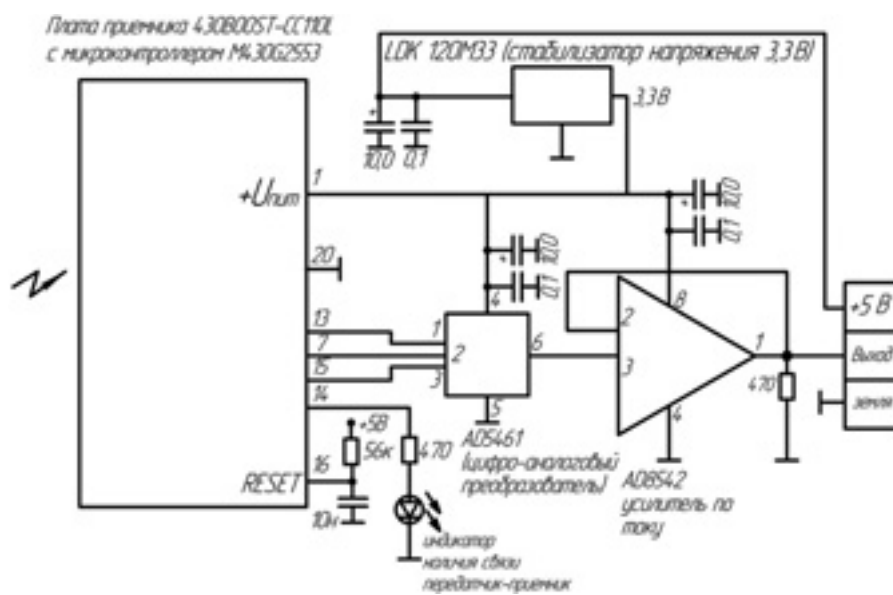 Плата приемника 430BOOST-CC110L
с микроконтроллером M430G2553
LDK 120M33 (стабилизатор напряжения 3,3 В)
3,3 В
+
10,0
0,1
1
+Uпит
+
10,0
0,1
20
+
10,0
0,1
4
8
+5 В
13
1
2
7
2
6
1
Выход
15
3
3
14
5
4
470
земля
+5В
56к
470
AD5461
(цифро-аналоговый
преобразователь)
AD8542
усилитель по
току
16
RESET
10н
индикатор
наличия связи
передатчик-приемник